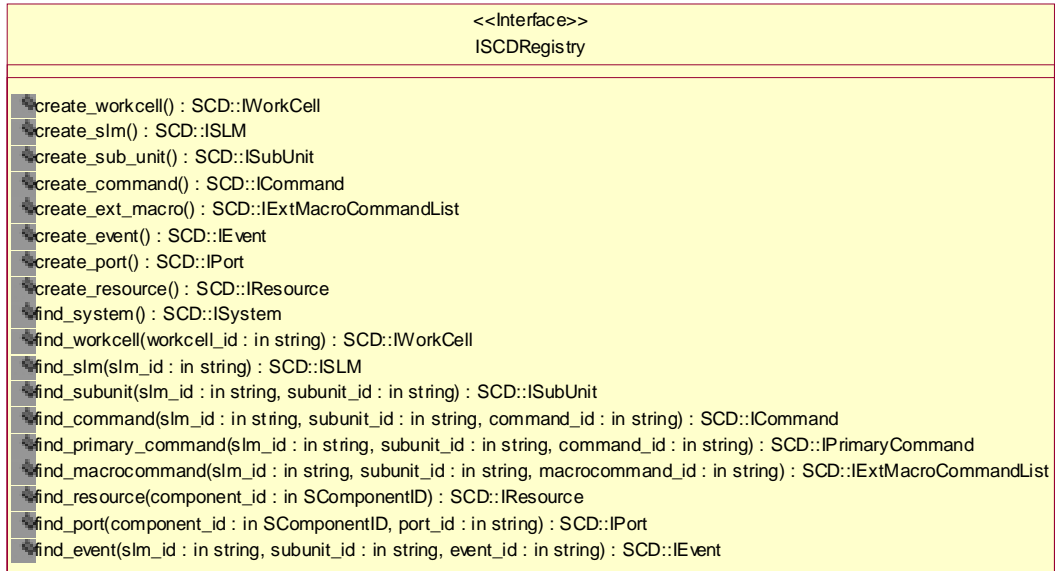 <<Interface>>
ISCDRegistry
create_workcell() : SCD::IWorkCell
create_slm() : SCD::ISLM
create_sub_unit() : SCD::ISubUnit
create_command() : SCD::ICommand
create_ext_macro() : SCD::IExtMacroCommandList
create_event() : SCD::IEvent
create_port() : SCD::IPort
create_resource() : SCD::IResource
find_system() : SCD::ISystem
find_workcell(workcell_id : in string) : SCD::IWorkCell
find_slm(slm_id : in string) : SCD::ISLM
find_subunit(slm_id : in string, subunit_id : in string) : SCD::ISubUnit
find_command(slm_id : in string, subunit_id : in string, command_id : in string) : SCD::ICommand
find_primary_command(slm_id : in string, subunit_id : in string, command_id : in string) : SCD::IPrimaryCommand
find_macrocommand(slm_id : in string, subunit_id : in string, macrocommand_id : in string) : SCD::IExtMacroCommandList
find_resource(component_id : in SComponentID) : SCD::IResource
find_port(component_id : in SComponentID, port_id : in string) : SCD::IPort
find_event(slm_id : in string, subunit_id : in string, event_id : in string) : SCD::IEvent